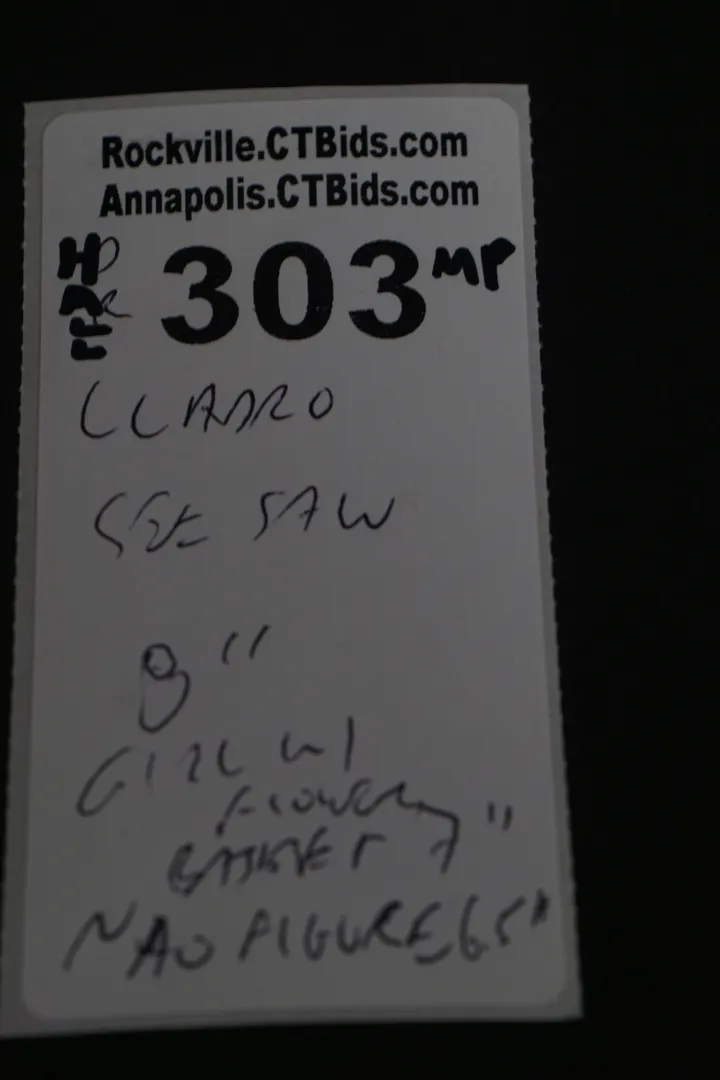 Rockville.CTBids.com
Annapolis.CTBids.com
HD 303 MP
LLADRO
SEE SAW
8"
GIRL W/
FLOWER
BASKET 7"
NAO FIGURE 6.5"